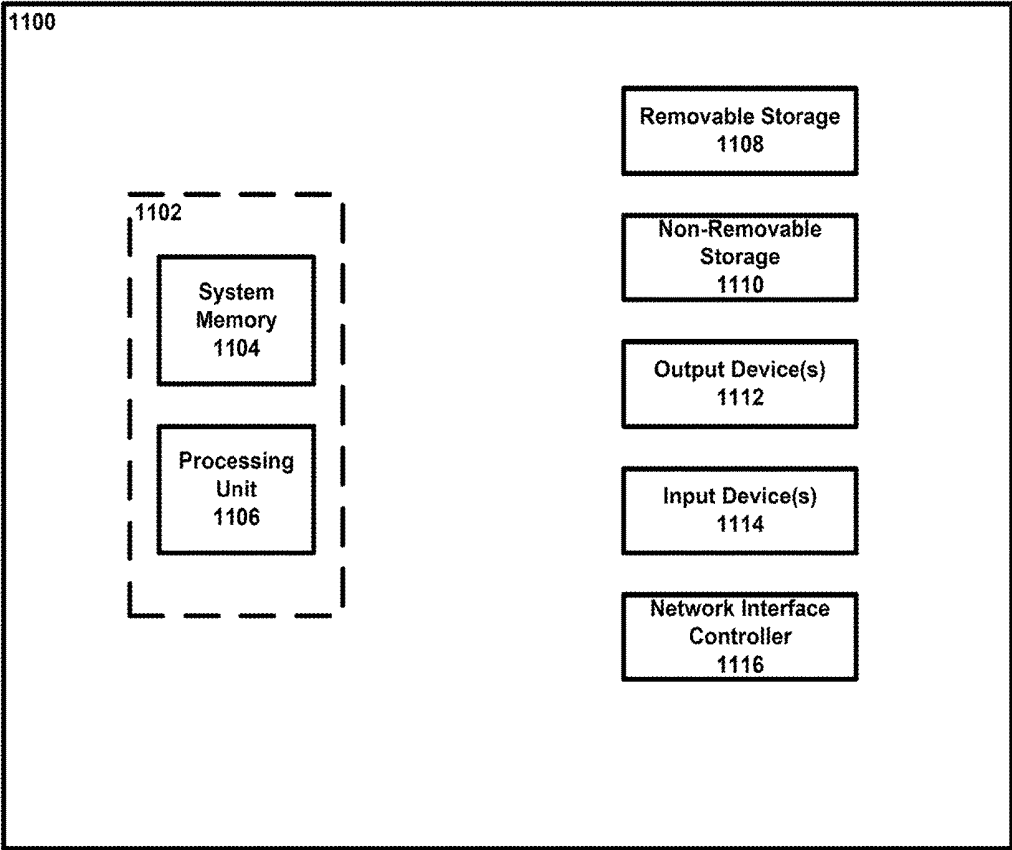 1100
1102
System
Memory
1104
Processing
Unit
1106
Removable Storage
1108
Non-Removable
Storage
1110
Output Device(s)
1112
Input Device(s)
1114
Network Interface
Controller
1116